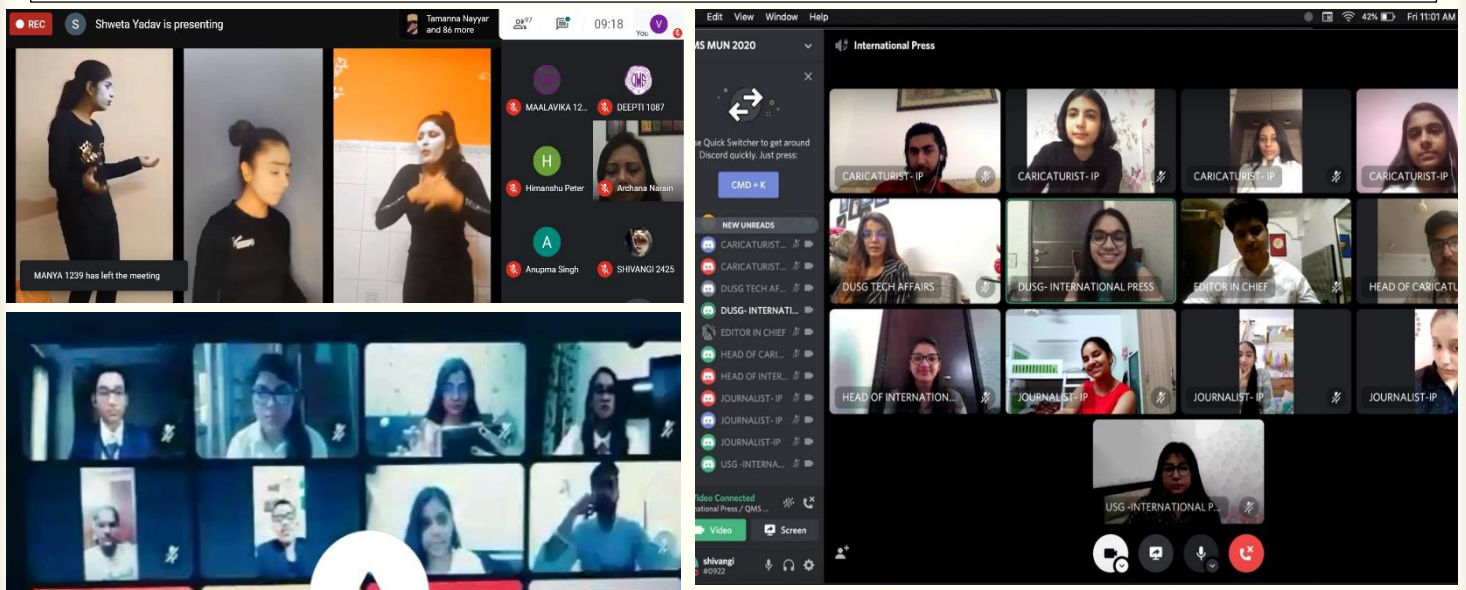 REC
S
Shweta Yadav is presenting
Tamanna Nayyar
and 86 more
97
09:18
You
V
MAALAVIKA 12...
QMS
DEEPTI 1087
H
Himanshu Peter
Archana Narain
A
Anupma Singh
SHIVANGI 2425
MANYA 1239 has left the meeting
Edit View Window Help
42%
Fri 11:01 AM
MS MUN 2020
International Press
se Quick Switcher to get around
Discord quickly. Just press:
CMD + K
NEW UNREADS
CARICATURIST...
CARICATURIST...
DUSG TECH AF...
DUSG- INTERNATI...
EDITOR IN CHIEF
HEAD OF CARI...
HEAD OF INTER...
JOURNALIST- IP
JOURNALIST- IP
JOURNALIST-IP
USG -INTERNA...
Video Connected
national Press / QMS ...
Video
Screen
shivangi
#0922
CARICATURIST- IP
CARICATURIST- IP
CARICATURIST- IP
CARICATURIST-IP
DUSG TECH AFFAIRS
DUSG- INTERNATIONAL PRESS
EDITOR IN CHIEF
HEAD OF CARICATU
HEAD OF INTERNATION...
JOURNALIST- IP
JOURNALIST- IP
JOURNALIST-IP
USG -INTERNATIONAL P...